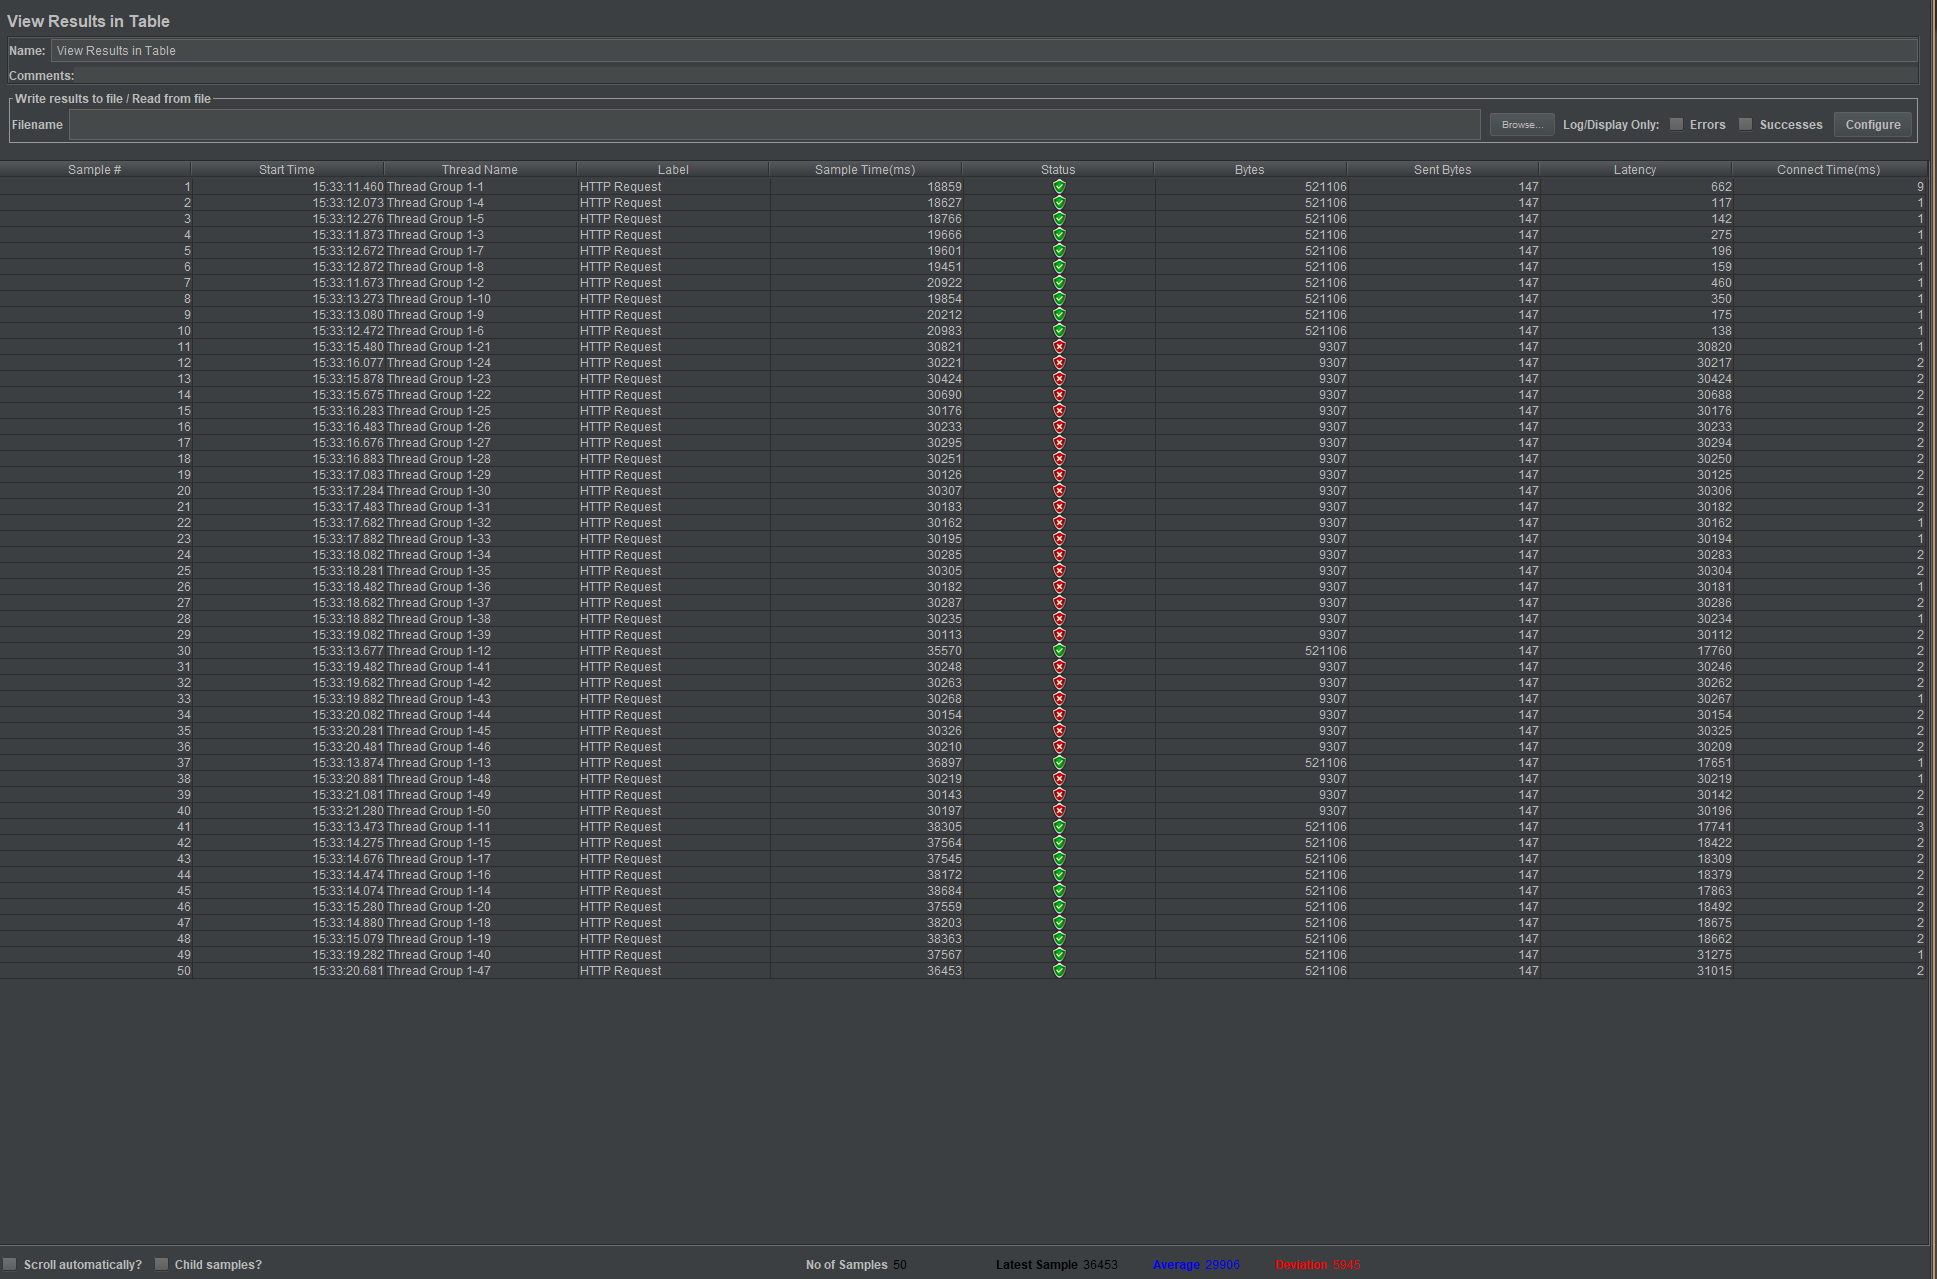 View Results in Table
Name: View Results in Table
Comments:
Write results to file / Read from file
Filename Browse... Log/Display Only: Errors Successes Configure
Sample # Start Time Thread Name Label Sample Time(ms) Status Bytes Sent Bytes Latency Connect Time(ms)
1 15:33:11.460 Thread Group 1-1 HTTP Request 18859 521106 147 662 9
2 15:33:12.073 Thread Group 1-4 HTTP Request 18627 521106 147 117 1
3 15:33:12.276 Thread Group 1-5 HTTP Request 18766 521106 147 142 1
4 15:33:11.873 Thread Group 1-3 HTTP Request 19666 521106 147 275 1
5 15:33:12.672 Thread Group 1-7 HTTP Request 19601 521106 147 196 1
6 15:33:12.872 Thread Group 1-8 HTTP Request 19451 521106 147 159 1
7 15:33:11.673 Thread Group 1-2 HTTP Request 20922 521106 147 460 1
8 15:33:13.273 Thread Group 1-10 HTTP Request 19854 521106 147 350 1
9 15:33:13.080 Thread Group 1-9 HTTP Request 20212 521106 147 175 1
10 15:33:12.472 Thread Group 1-6 HTTP Request 20983 521106 147 138 1
11 15:33:15.480 Thread Group 1-21 HTTP Request 30821 9307 147 30820 1
12 15:33:16.077 Thread Group 1-24 HTTP Request 30221 9307 147 30217 2
13 15:33:15.878 Thread Group 1-23 HTTP Request 30424 9307 147 30424 2
14 15:33:15.675 Thread Group 1-22 HTTP Request 30690 9307 147 30688 2
15 15:33:16.283 Thread Group 1-25 HTTP Request 30176 9307 147 30176 2
16 15:33:16.483 Thread Group 1-26 HTTP Request 30233 9307 147 30233 2
17 15:33:16.676 Thread Group 1-27 HTTP Request 30295 9307 147 30294 2
18 15:33:16.883 Thread Group 1-28 HTTP Request 30251 9307 147 30250 2
19 15:33:17.083 Thread Group 1-29 HTTP Request 30126 9307 147 30125 2
20 15:33:17.284 Thread Group 1-30 HTTP Request 30307 9307 147 30306 2
21 15:33:17.483 Thread Group 1-31 HTTP Request 30183 9307 147 30182 2
22 15:33:17.682 Thread Group 1-32 HTTP Request 30162 9307 147 30162 1
23 15:33:17.882 Thread Group 1-33 HTTP Request 30195 9307 147 30194 1
24 15:33:18.082 Thread Group 1-34 HTTP Request 30285 9307 147 30283 2
25 15:33:18.281 Thread Group 1-35 HTTP Request 30305 9307 147 30304 2
26 15:33:18.482 Thread Group 1-36 HTTP Request 30182 9307 147 30181 1
27 15:33:18.682 Thread Group 1-37 HTTP Request 30287 9307 147 30286 2
28 15:33:18.882 Thread Group 1-38 HTTP Request 30235 9307 147 30234 1
29 15:33:19.082 Thread Group 1-39 HTTP Request 30113 9307 147 30112 2
30 15:33:13.677 Thread Group 1-12 HTTP Request 35570 521106 147 17760 2
31 15:33:19.482 Thread Group 1-41 HTTP Request 30248 9307 147 30246 2
32 15:33:19.682 Thread Group 1-42 HTTP Request 30263 9307 147 30262 2
33 15:33:19.882 Thread Group 1-43 HTTP Request 30268 9307 147 30267 1
34 15:33:20.082 Thread Group 1-44 HTTP Request 30154 9307 147 30154 2
35 15:33:20.281 Thread Group 1-45 HTTP Request 30326 9307 147 30325 2
36 15:33:20.481 Thread Group 1-46 HTTP Request 30210 9307 147 30209 2
37 15:33:13.874 Thread Group 1-13 HTTP Request 36897 521106 147 17651 1
38 15:33:20.881 Thread Group 1-48 HTTP Request 30219 9307 147 30219 1
39 15:33:21.081 Thread Group 1-49 HTTP Request 30143 9307 147 30142 2
40 15:33:21.280 Thread Group 1-50 HTTP Request 30197 9307 147 30196 2
41 15:33:13.473 Thread Group 1-11 HTTP Request 38305 521106 147 17741 3
42 15:33:14.275 Thread Group 1-15 HTTP Request 37564 521106 147 18422 2
43 15:33:14.676 Thread Group 1-17 HTTP Request 37545 521106 147 18309 2
44 15:33:14.474 Thread Group 1-16 HTTP Request 38172 521106 147 18379 2
45 15:33:14.074 Thread Group 1-14 HTTP Request 38684 521106 147 17863 2
46 15:33:15.280 Thread Group 1-20 HTTP Request 37559 521106 147 18492 2
47 15:33:14.880 Thread Group 1-18 HTTP Request 38203 521106 147 18675 2
48 15:33:15.079 Thread Group 1-19 HTTP Request 38363 521106 147 18662 2
49 15:33:19.282 Thread Group 1-40 HTTP Request 37567 521106 147 31275 1
50 15:33:20.681 Thread Group 1-47 HTTP Request 36453 521106 147 31015 2
Scroll automatically? Child samples? No of Samples 50 Latest Sample 36453 Average 29906 Deviation 5945